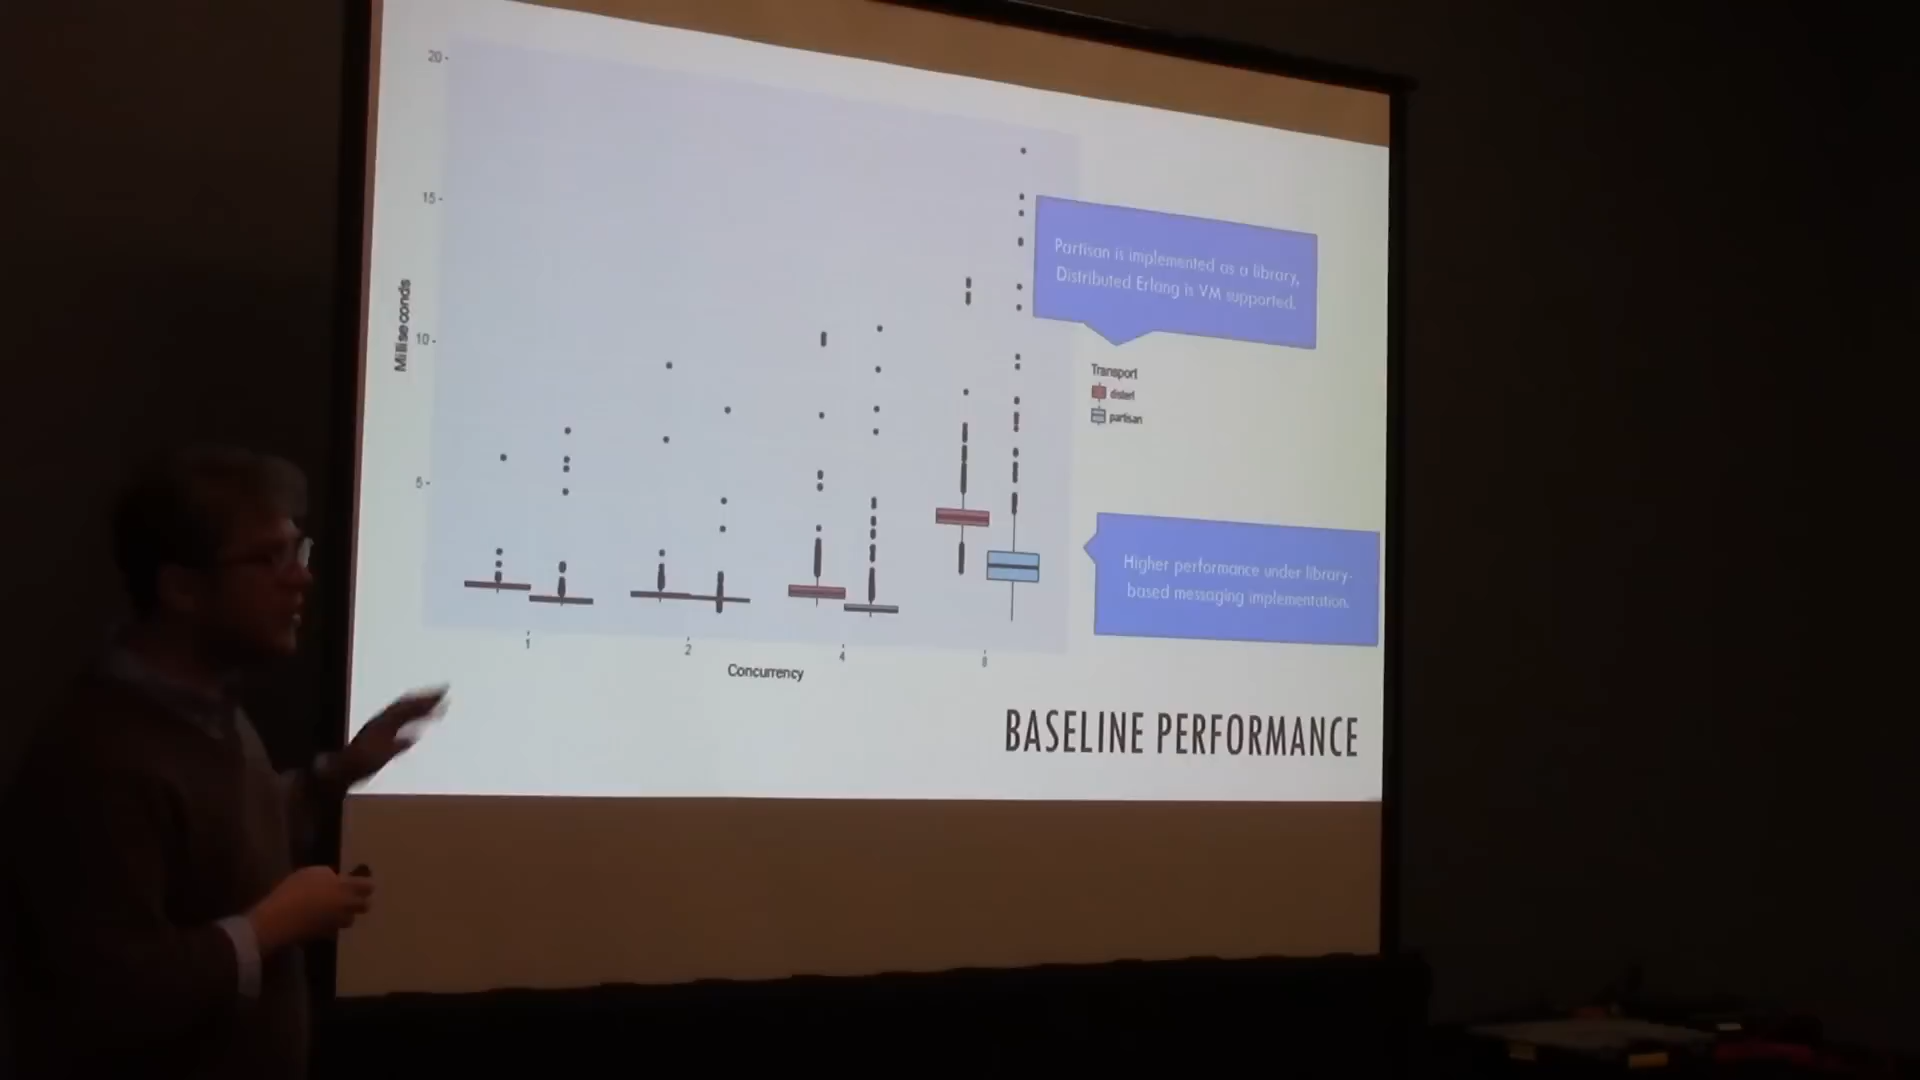 20
15
10
5
Milliseconds
1
2
4
8
Concurrency
Partisan is implemented as a library,
Distributed Erlang is VM supported.
Transport
disterl
partisan
Higher performance under library-
based messaging implementation.
BASELINE PERFORMANCE